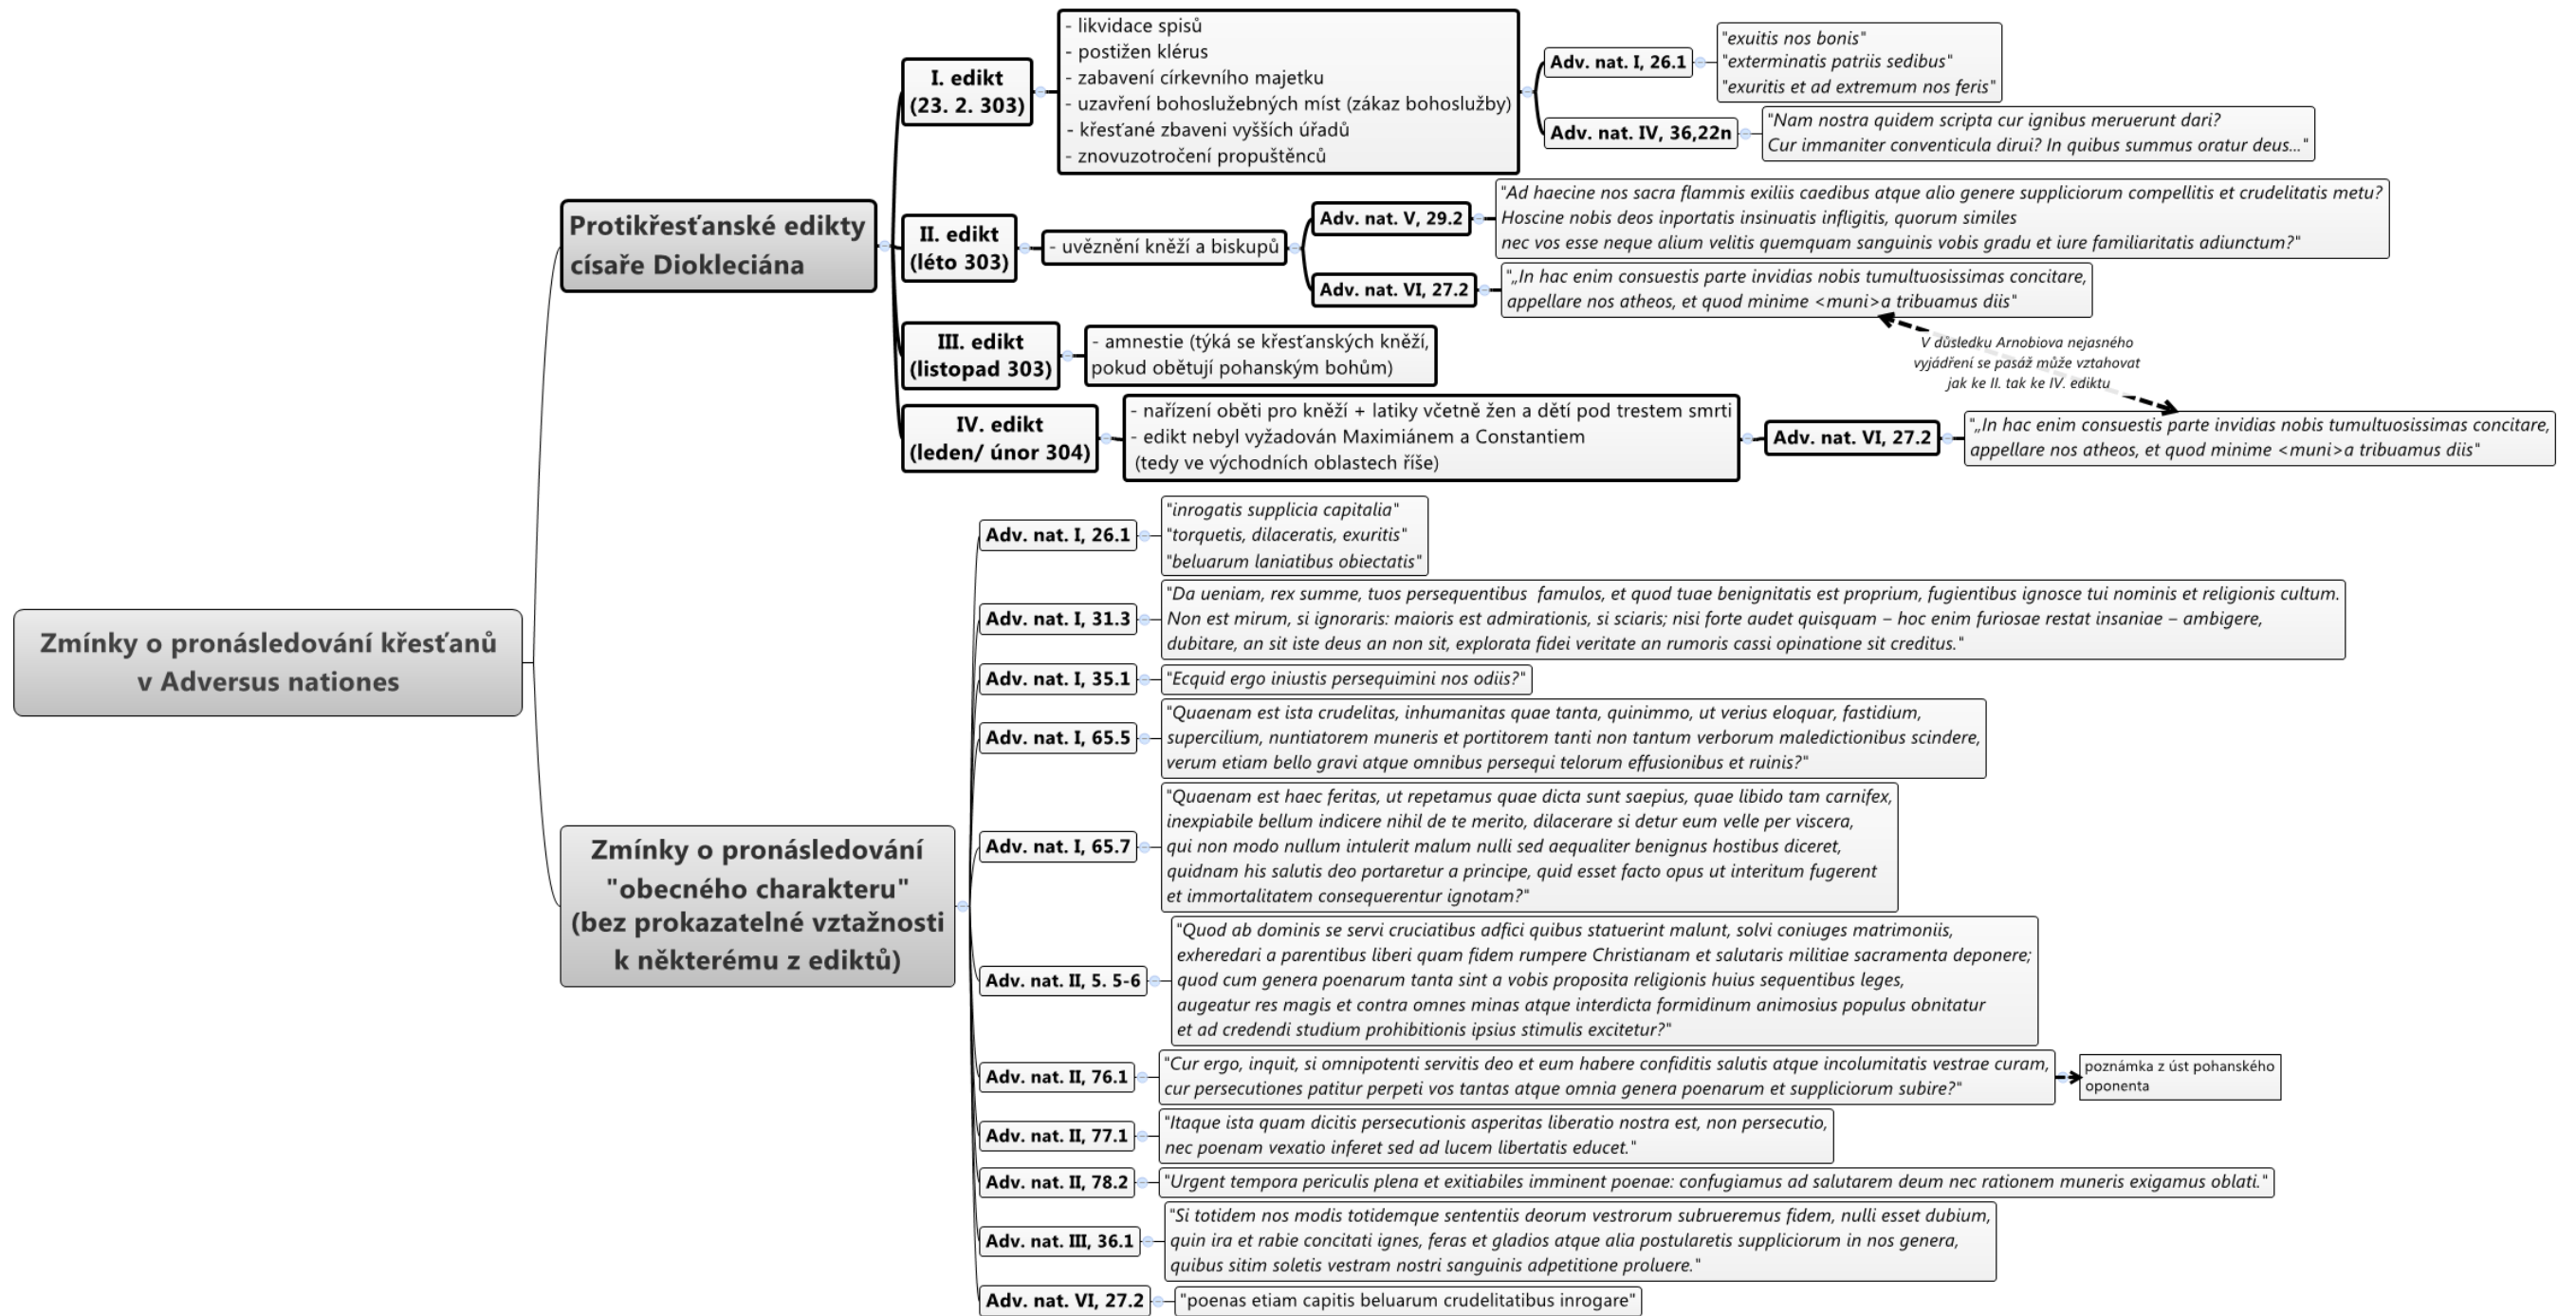 Zmínky o pronásledování křesťanů
v Adversus nationes
Protikřesťanské edikty
císaře Diokleciána
I. edikt
(23. 2. 303)
- likvidace spisů
- postižen klérus
- zabavení církevního majetku
- uzavření bohoslužebných míst (zákaz bohoslužby)
- křesťané zbaveni vyšších úřadů
- znovuzotročení propuštěnců
Adv. nat. I, 26.1
"exuitis nos bonis"
"exterminatis patriis sedibus"
"exuritis et ad extremum nos feris"
Adv. nat. IV, 36,22n
"Nam nostra quidem scripta cur ignibus meruerunt dari?
Cur immaniter conventicula dirui? In quibus summus oratur deus..."
II. edikt
(léto 303)
- uvěznění kněží a biskupů
Adv. nat. V, 29.2
"Ad haecine nos sacra flammis exiliis caedibus atque alio genere suppliciorum compellitis et crudelitatis metu?
Hoscine nobis deos inportatis insinuatis infligitis, quorum similes
nec vos esse neque alium velitis quemquam sanguinis vobis gradu et iure familiaritatis adiunctum?"
Adv. nat. VI, 27.2
"„In hac enim consuestis parte invidias nobis tumultuosissimas concitare,
appellare nos atheos, et quod minime <muni>a tribuamus diis"
III. edikt
(listopad 303)
- amnestie (týká se křesťanských kněží,
pokud obětují pohanským bohům)
V důsledku Arnobiova nejasného
vyjádření se pasáž může vztahovat
jak ke II. tak ke IV. ediktu
IV. edikt
(leden/ únor 304)
- nařízení oběti pro kněží + latiky včetně žen a dětí pod trestem smrti
- edikt nebyl vyžadován Maximiánem a Constantiem
(tedy ve východních oblastech říše)
Adv. nat. VI, 27.2
"„In hac enim consuestis parte invidias nobis tumultuosissimas concitare,
appellare nos atheos, et quod minime <muni>a tribuamus diis"
Zmínky o pronásledování
"obecného charakteru"
(bez prokazatelné vztažnosti
k některému z ediktů)
Adv. nat. I, 26.1
"inrogatis supplicia capitalia"
"torquetis, dilaceratis, exuritis"
"beluarum laniatibus obiectatis"
Adv. nat. I, 31.3
"Da ueniam, rex summe, tuos persequentibus  famulos, et quod tuae benignitatis est proprium, fugientibus ignosce tui nominis et religionis cultum.
Non est mirum, si ignoraris: maioris est admirationis, si sciaris; nisi forte audet quisquam – hoc enim furiosae restat insaniae – ambigere,
dubitare, an sit iste deus an non sit, explorata fidei veritate an rumoris cassi opinatione sit creditus."
Adv. nat. I, 35.1
"Ecquid ergo iniustis persequimini nos odiis?"
Adv. nat. I, 65.5
"Quaenam est ista crudelitas, inhumanitas quae tanta, quinimmo, ut verius eloquar, fastidium,
supercilium, nuntiatorem muneris et portitorem tanti non tantum verborum maledictionibus scindere,
verum etiam bello gravi atque omnibus persequi telorum effusionibus et ruinis?"
Adv. nat. I, 65.7
"Quaenam est haec feritas, ut repetamus quae dicta sunt saepius, quae libido tam carnifex,
inexpiabile bellum indicere nihil de te merito, dilacerare si detur eum velle per viscera,
qui non modo nullum intulerit malum nulli sed aequaliter benignus hostibus diceret,
quidnam his salutis deo portaretur a principe, quid esset facto opus ut interitum fugerent
et immortalitatem consequerentur ignotam?"
Adv. nat. II, 5. 5-6
"Quod ab dominis se servi cruciatibus adfici quibus statuerint malunt, solvi coniuges matrimoniis,
exheredari a parentibus liberi quam fidem rumpere Christianam et salutaris militiae sacramenta deponere;
quod cum genera poenarum tanta sint a vobis proposita religionis huius sequentibus leges,
augeatur res magis et contra omnes minas atque interdicta formidinum animosius populus obnitatur
et ad credendi studium prohibitionis ipsius stimulis excitetur?"
Adv. nat. II, 76.1
"Cur ergo, inquit, si omnipotenti servitis deo et eum habere confiditis salutis atque incolumitatis vestrae curam,
cur persecutiones patitur perpeti vos tantas atque omnia genera poenarum et suppliciorum subire?"
poznámka z úst pohanského
oponenta
Adv. nat. II, 77.1
"Itaque ista quam dicitis persecutionis asperitas liberatio nostra est, non persecutio,
nec poenam vexatio inferet sed ad lucem libertatis educet."
Adv. nat. II, 78.2
"Urgent tempora periculis plena et exitiabiles imminent poenae: confugiamus ad salutarem deum nec rationem muneris exigamus oblati."
Adv. nat. III, 36.1
"Si totidem nos modis totidemque sententiis deorum vestrorum subrueremus fidem, nulli esset dubium,
quin ira et rabie concitati ignes, feras et gladios atque alia postularetis suppliciorum in nos genera,
quibus sitim soletis vestram nostri sanguinis adpetitione proluere."
Adv. nat. VI, 27.2
"poenas etiam capitis beluarum crudelitatibus inrogare"